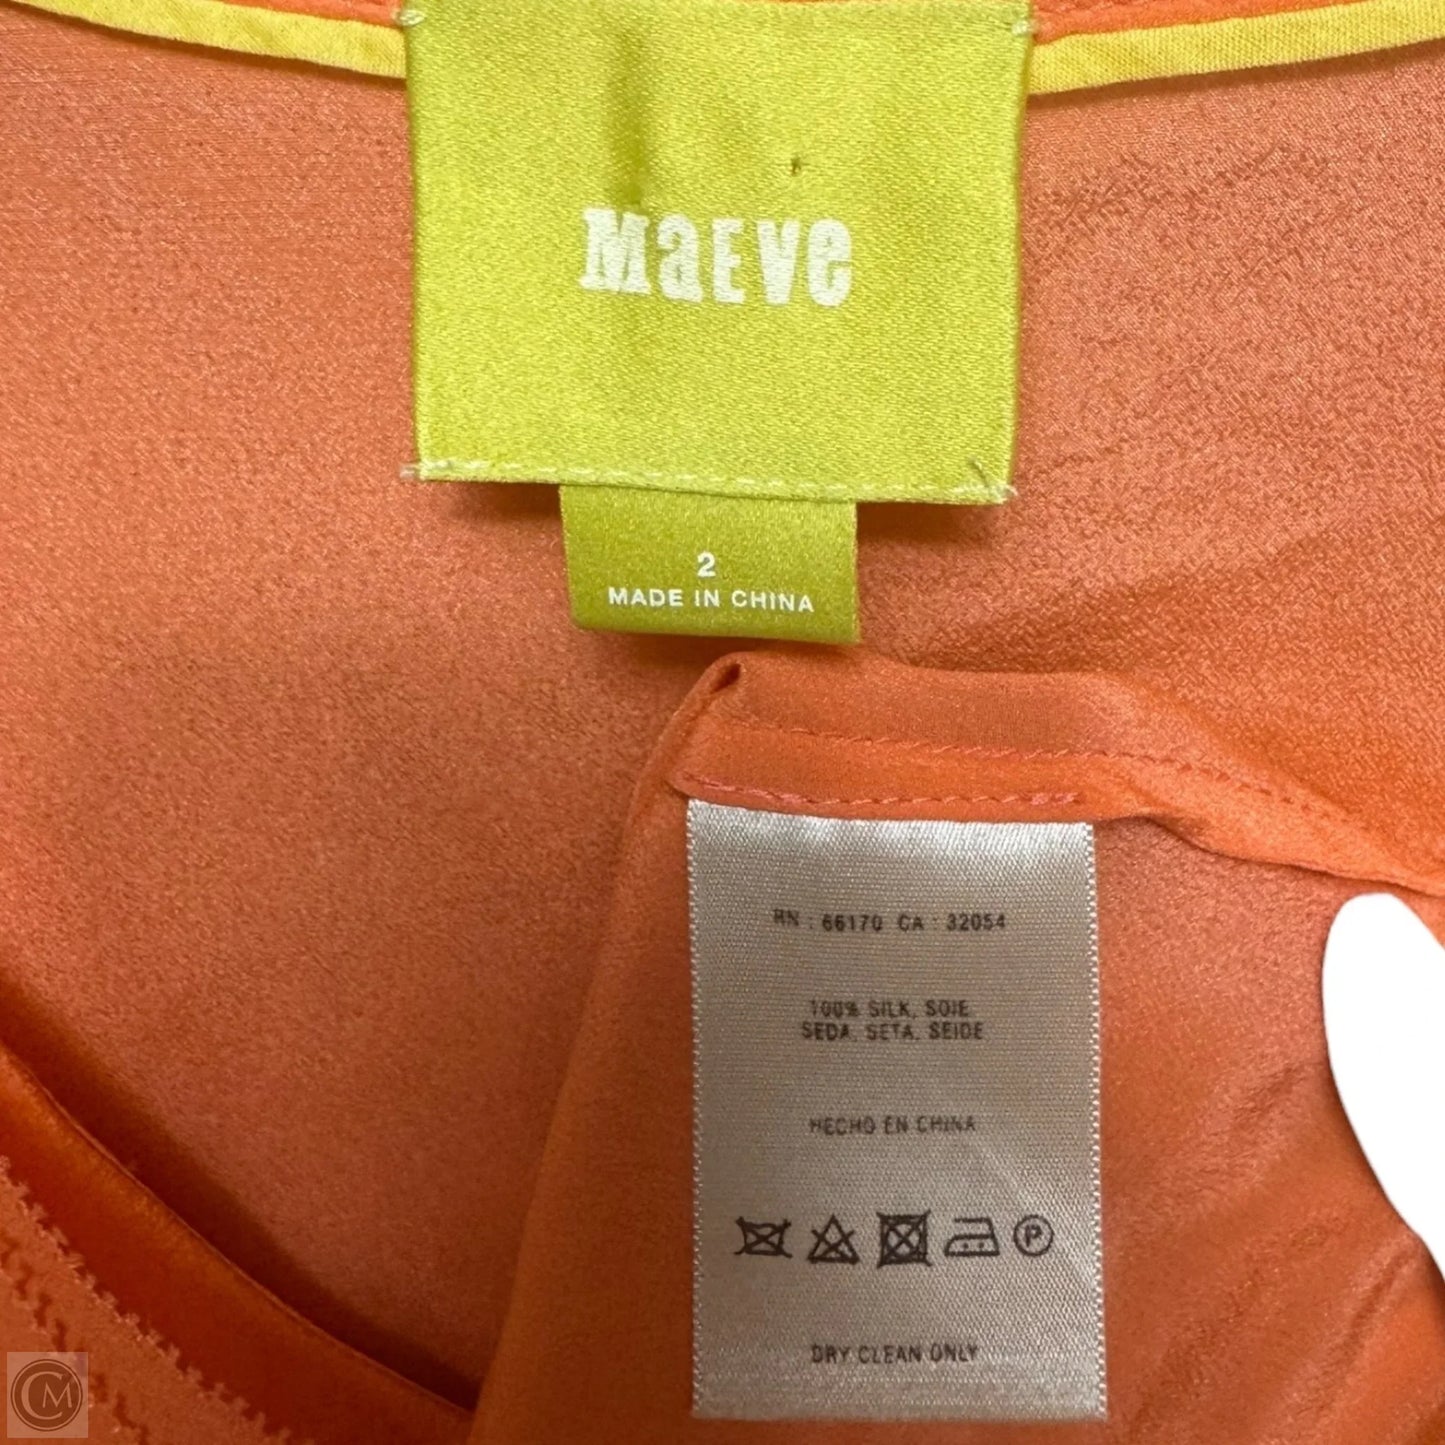 MaEve
2
MADE IN CHINA
RN : 66170 CA : 32054
100% SILK, SOIE
SEDA, SETA, SEIDE
HECHO EN CHINA
P
DRY CLEAN ONLY
CM